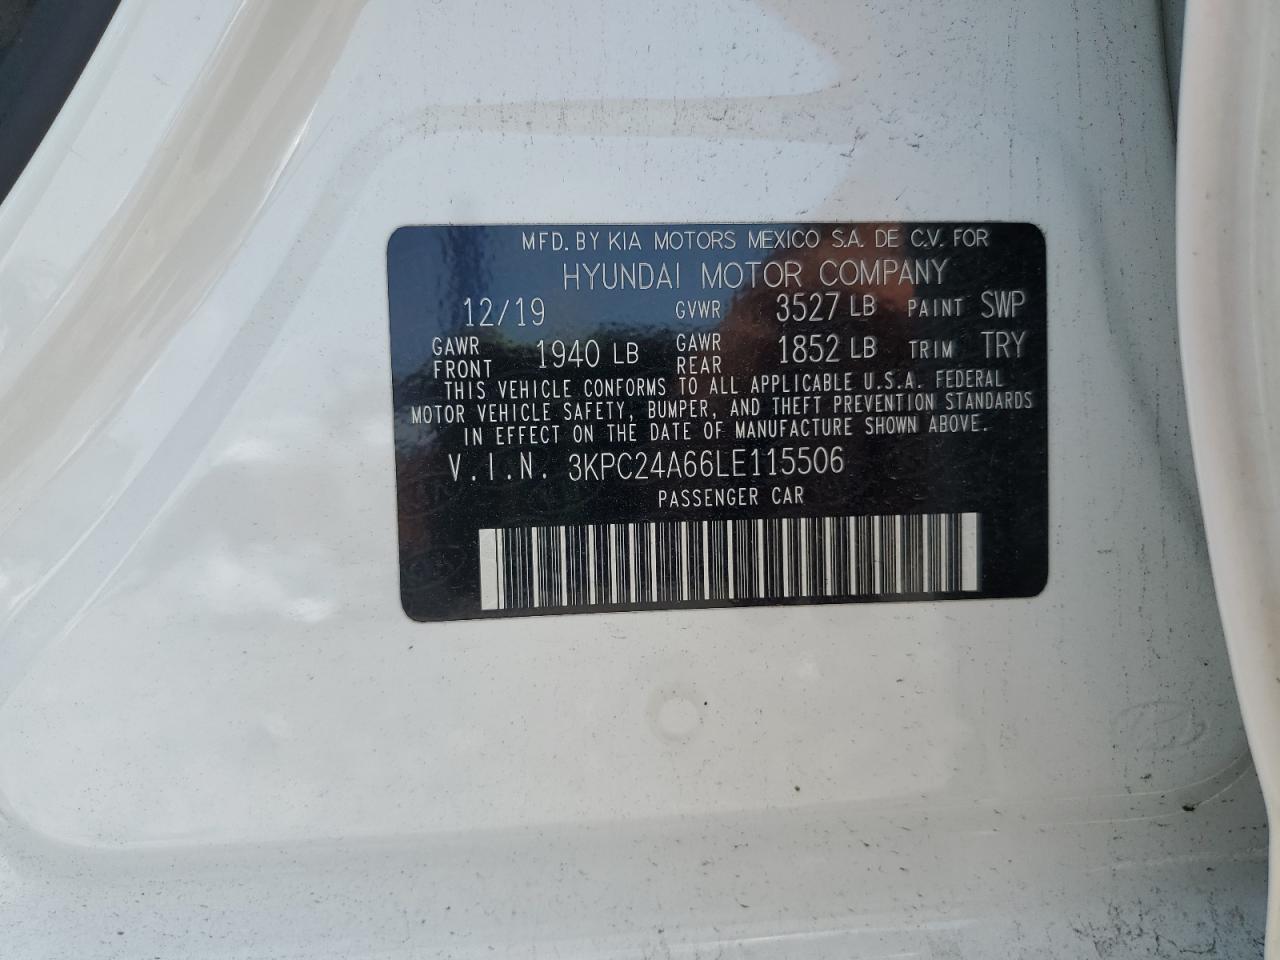 MFD. BY KIA MOTORS MEXICO S.A. DE C.V. FOR
HYUNDAI MOTOR COMPANY
12/19 GVWR 3527 LB PAINT SWP
GAWR FRONT 1940 LB GAWR REAR 1852 LB TRIM TRY
THIS VEHICLE CONFORMS TO ALL APPLICABLE U.S.A. FEDERAL
MOTOR VEHICLE SAFETY, BUMPER, AND THEFT PREVENTION STANDARDS
IN EFFECT ON THE DATE OF MANUFACTURE SHOWN ABOVE.
V.I.N. 3KPC24A66LE115506
PASSENGER CAR